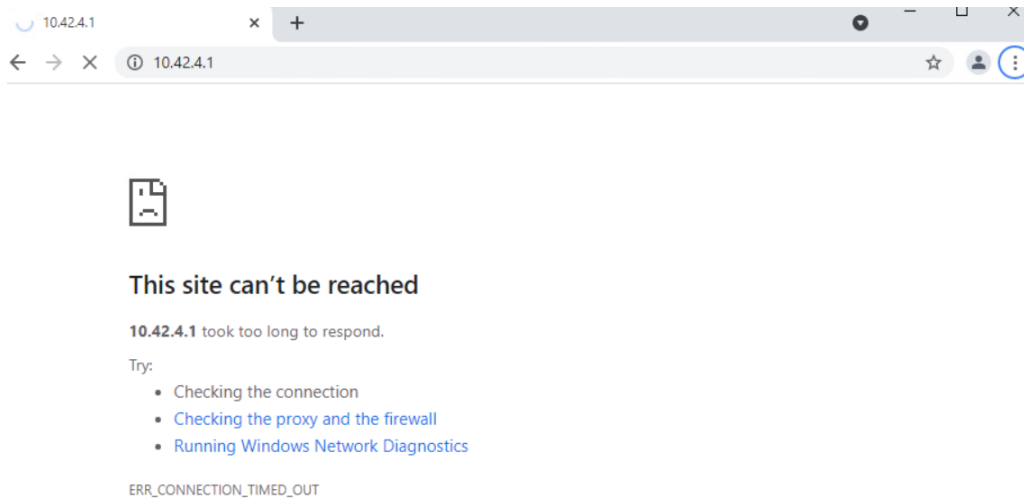 10.42.4.1
10.42.4.1
This site can't be reached
10.42.4.1 took too long to respond.
Try:
Checking the connection
Checking the proxy and the firewall
Running Windows Network Diagnostics
ERR_CONNECTION_TIMED_OUT